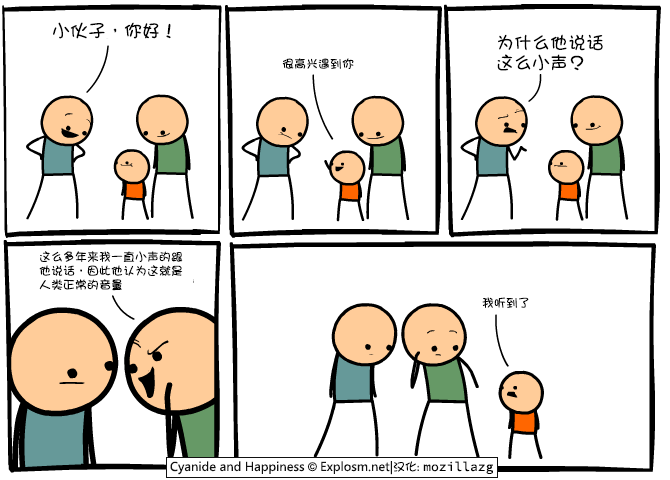 小伙子，你好！
很高兴遇到你
为什么他说话
这么小声？
这么多年来我一直小声的跟
他说话，因此他认为这就是
人类正常的音量
我听到了
Cyanide and Happiness © Explosm.net|汉化: mozillazg